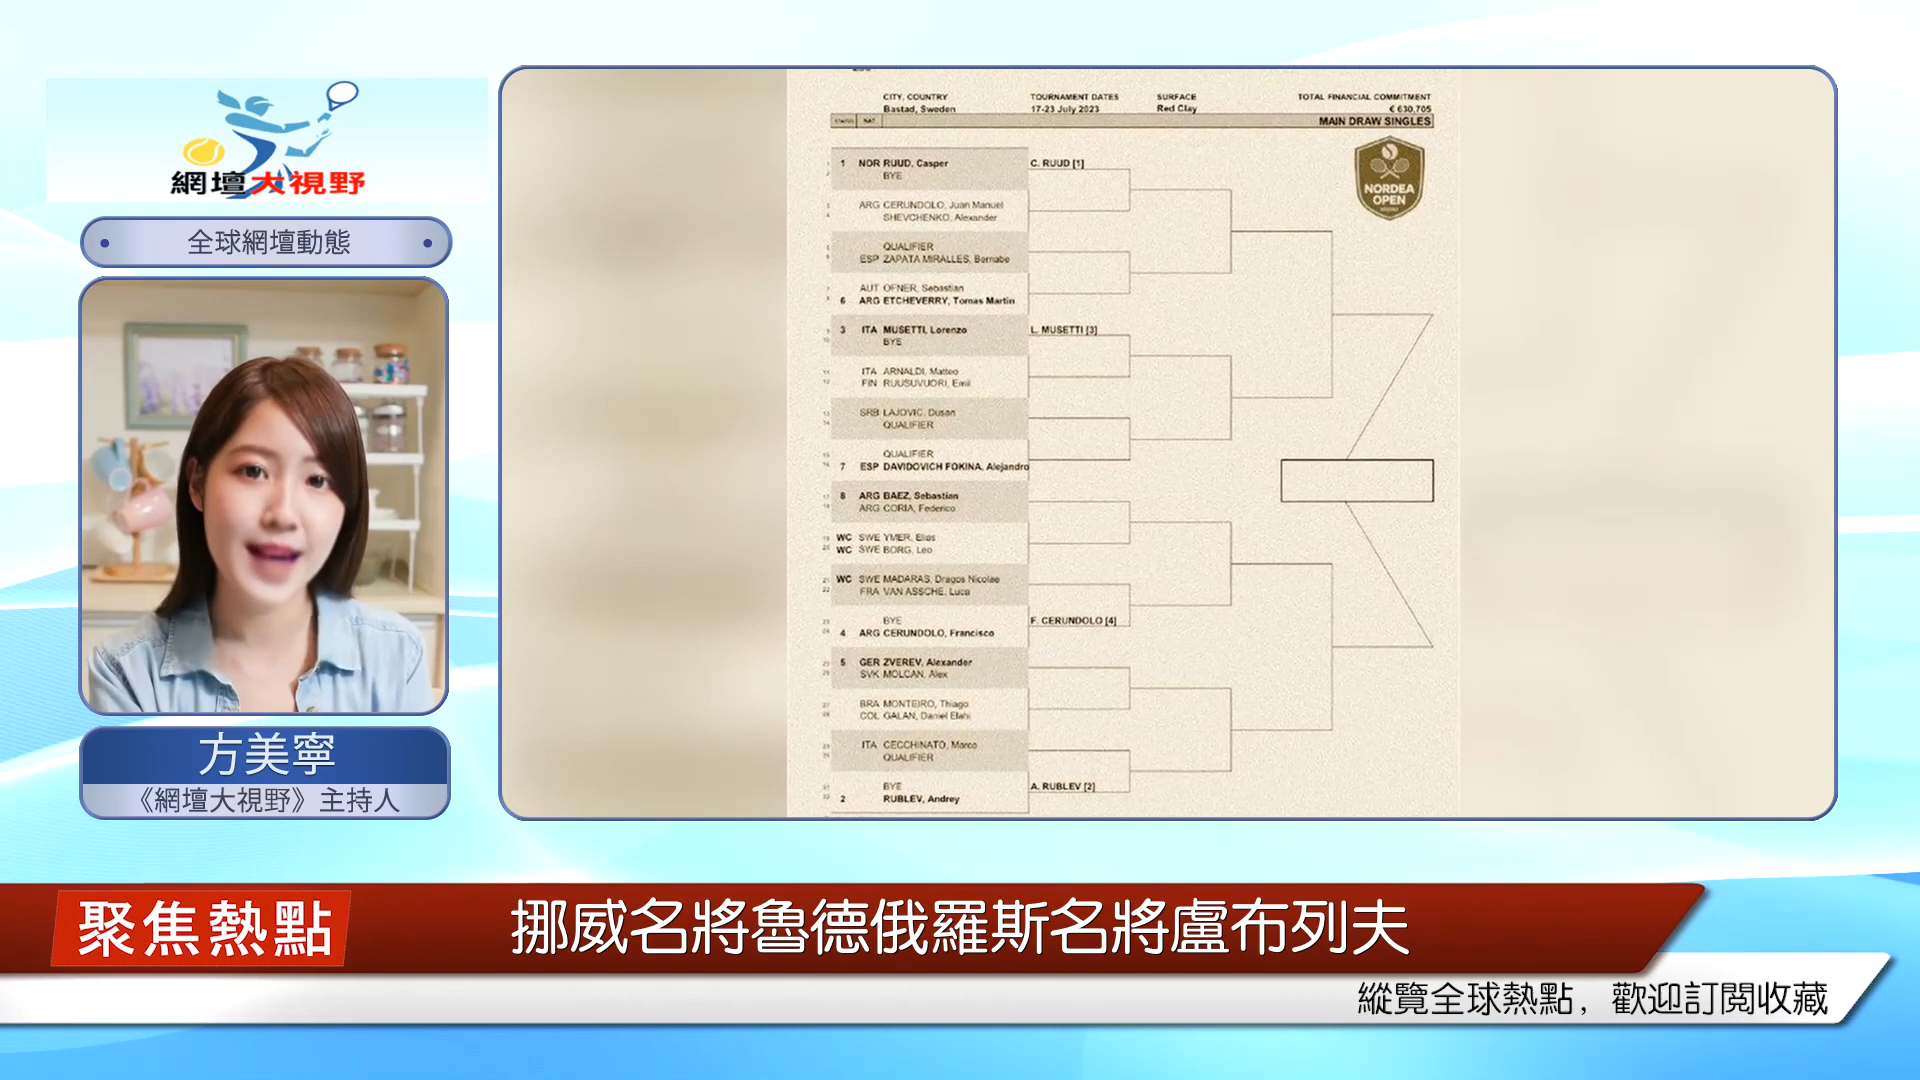 網壇大視野
全球網壇動態
方美寧
《網壇大視野》主持人
CITY, COUNTRY
Bastad, Sweden
TOURNAMENT DATES
17-23 July 2023
SURFACE
Red Clay
TOTAL FINANCIAL COMMITMENT
€ 630,705
STATUS NAT
MAIN DRAW SINGLES
NORDEA
OPEN
1 NOR RUUD, Casper
BYE
C. RUUD [1]
ARG CERUNDOLO, Juan Manuel
SHEVCHENKO, Alexander
QUALIFIER
ESP ZAPATA MIRALLES, Bernabe
AUT OFNER, Sebastian
6 ARG ETCHEVERRY, Tomas Martin
3 ITA MUSETTI, Lorenzo
BYE
L. MUSETTI [3]
ITA ARNALDI, Matteo
FIN RUUSUVUORI, Emil
SRB LAJOVIC, Dusan
QUALIFIER
QUALIFIER
7 ESP DAVIDOVICH FOKINA, Alejandro
8 ARG BAEZ, Sebastian
ARG CORIA, Federico
WC SWE YMER, Elias
WC SWE BORG, Leo
WC SWE MADARAS, Dragos Nicolae
FRA VAN ASSCHE, Luca
BYE
4 ARG CERUNDOLO, Francisco
F. CERUNDOLO [4]
5 GER ZVEREV, Alexander
SVK MOLCAN, Alex
BRA MONTEIRO, Thiago
COL GALAN, Daniel Elahi
ITA CECCHINATO, Marco
QUALIFIER
BYE
2 RUBLEV, Andrey
A. RUBLEV [2]
聚焦熱點
挪威名將魯德俄羅斯名將盧布列夫
縱覽全球熱點，歡迎訂閱收藏